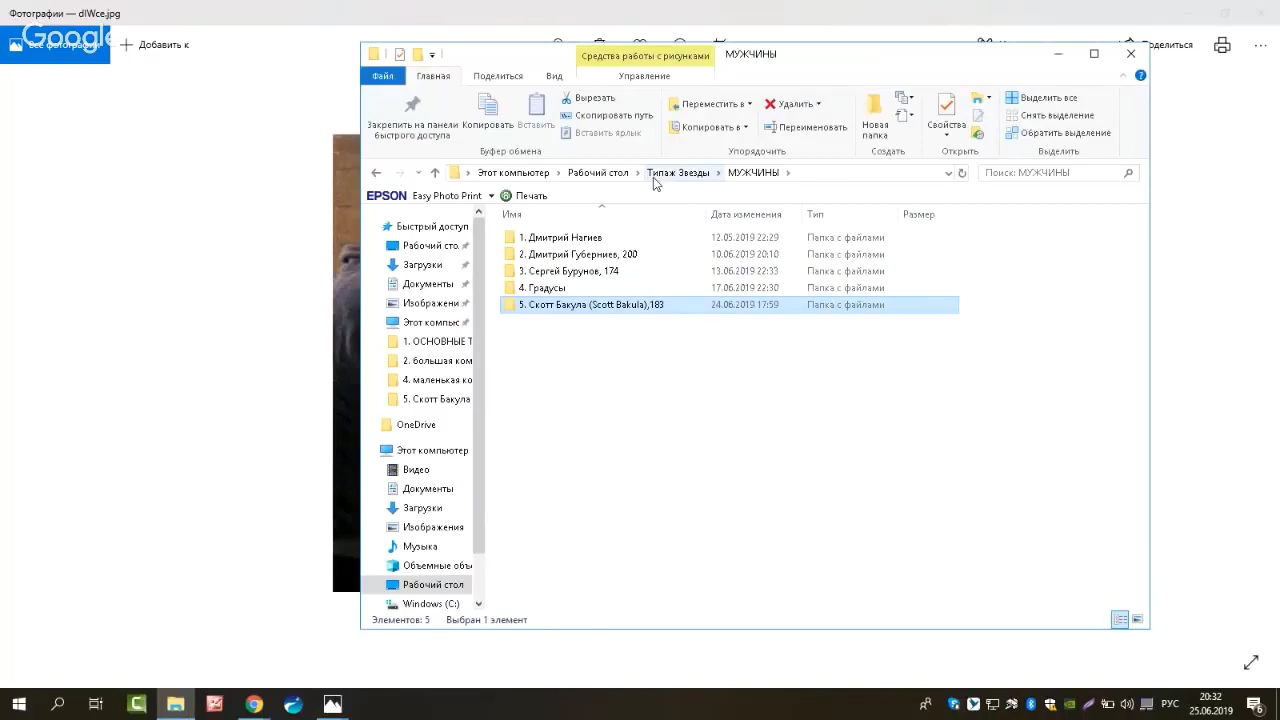 Фотографии — dIWce.jpg
Google
Все фотографии
Добавить к
Поделиться
Средства работы с рисунками
МУЖЧИНЫ
Файл
Главная
Поделиться
Вид
Управление
Закрепить на панели быстрого доступа
Копировать
Вставить
Вырезать
Скопировать путь
Вставить ярлык
Буфер обмена
Переместить в
Копировать в
Удалить
Переименовать
Упорядочить
Новая папка
Создать
Свойства
Открыть
Выделить все
Снять выделение
Обратить выделение
Выделить
Этот компьютер > Рабочий стол > Типаж Звезды > МУЖЧИНЫ >
Поиск: МУЖЧИНЫ
EPSON Easy Photo Print Печать
Имя Дата изменения Тип Размер
1. Дмитрий Нагиев 12.05.2019 22:29 Папка с файлами
2. Дмитрий Губерниев, 200 10.06.2019 20:10 Папка с файлами
3. Сергей Бурунов, 174 13.06.2019 22:33 Папка с файлами
4. Градусы 17.06.2019 22:30 Папка с файлами
5. Скотт Бакула (Scott Bakula),183 24.06.2019 17:59 Папка с файлами
Быстрый доступ
Рабочий сто
Загрузки
Документы
Изображени
Этот компьк
1. ОСНОВНЫЕ Т
2. большая ком
4. маленькая ко
5. Скотт Бакула
OneDrive
Этот компьютер
Видео
Документы
Загрузки
Изображения
Музыка
Объемные объ
Рабочий стол
Windows (C:)
Элементов: 5 Выбран 1 элемент
РУС
20:32
25.06.2019
6